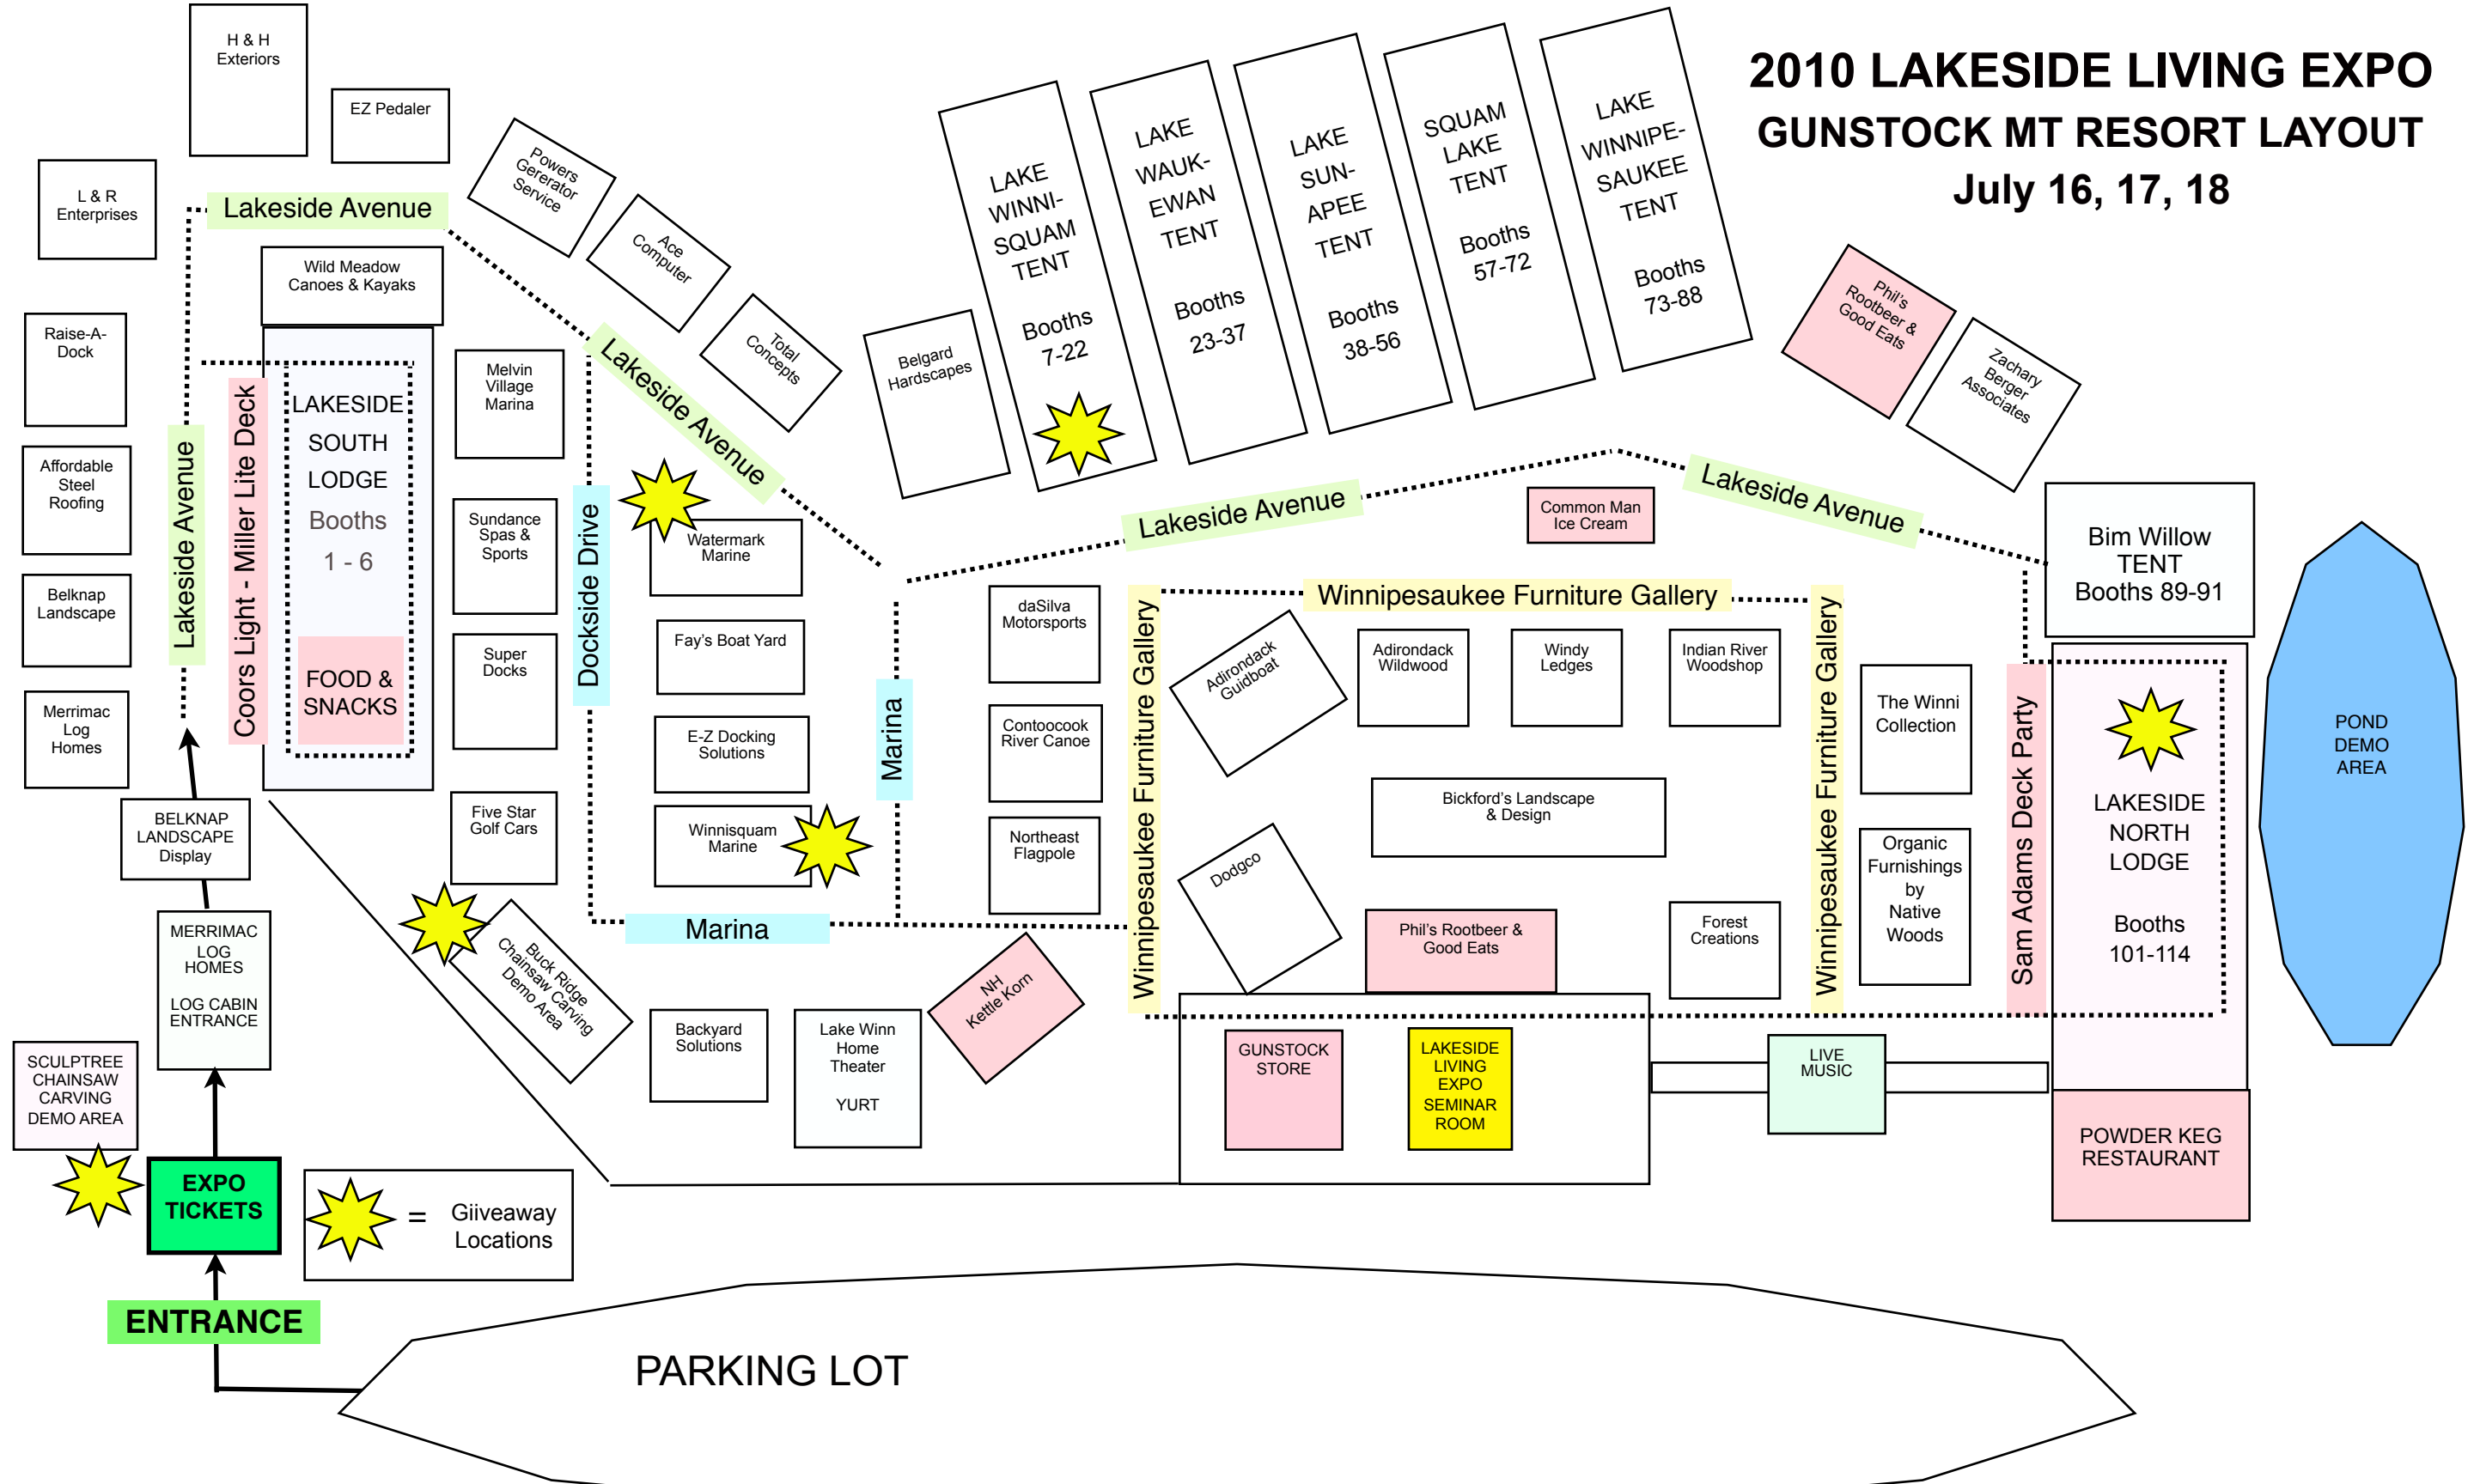 2010 LAKESIDE LIVING EXPO
GUNSTOCK MT RESORT LAYOUT
July 16, 17, 18
H & H
Exteriors
EZ Pedaler
L & R
Enterprises
Lakeside Avenue
Powers
Gererator
Service
Ace
Computer
Total
Concepts
Wild Meadow
Canoes & Kayaks
Raise-A-
Dock
Affordable
Steel
Roofing
Belknap
Landscape
Merrimac
Log
Homes
Lakeside Avenue
Coors Light - Miller Lite Deck
LAKESIDE
SOUTH
LODGE
Booths
1 - 6
FOOD &
SNACKS
Melvin
Village
Marina
Sundance
Spas &
Sports
Super
Docks
Five Star
Golf Cars
Dockside Drive
Lakeside Avenue
Watermark
Marine
Fay's Boat Yard
E-Z Docking
Solutions
Winnisquam
Marine
Marina
Marina
Belgard
Hardscapes
LAKE
WINNI-
SQUAM
TENT
Booths
7-22
LAKE
WAUK-
EWAN
TENT
Booths
23-37
LAKE
SUN-
APEE
TENT
Booths
38-56
SQUAM
LAKE
TENT
Booths
57-72
LAKE
WINNIPE-
SAUKEE
TENT
Booths
73-88
Phil's
Rootbeer &
Good Eats
Zachary
Berger
Associates
Lakeside Avenue
Common Man
Ice Cream
Lakeside Avenue
Bim Willow
TENT
Booths 89-91
daSilva
Motorsports
Contoocook
River Canoe
Northeast
Flagpole
Winnipesaukee Furniture Gallery
Winnipesaukee Furniture Gallery
Winnipesaukee Furniture Gallery
Adirondack
Guidboat
Adirondack
Wildwood
Windy
Ledges
Indian River
Woodshop
Bickford's Landscape
& Design
Dodgco
Phil's Rootbeer &
Good Eats
Forest
Creations
The Winni
Collection
Organic
Furnishings
by
Native
Woods
Sam Adams Deck Party
LAKESIDE
NORTH
LODGE
Booths
101-114
POND
DEMO
AREA
BELKNAP
LANDSCAPE
Display
MERRIMAC
LOG
HOMES
LOG CABIN
ENTRANCE
SCULPTREE
CHAINSAW
CARVING
DEMO AREA
EXPO
TICKETS
= Giiveaway
Locations
ENTRANCE
Buck Ridge
Chainsaw Carving
Demo Area
Backyard
Solutions
Lake Winn
Home
Theater
YURT
NH
Kettle Korn
GUNSTOCK
STORE
LAKESIDE
LIVING
EXPO
SEMINAR
ROOM
LIVE
MUSIC
POWDER KEG
RESTAURANT
PARKING LOT